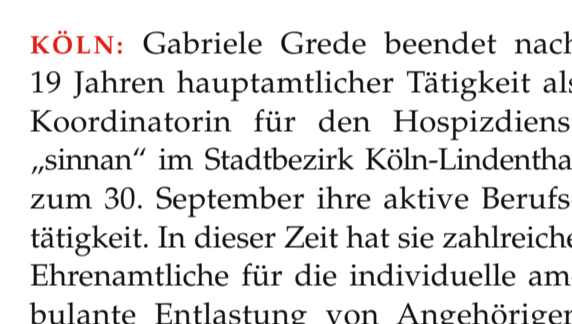 KÖLN: Gabriele Grede beendet nach
19 Jahren hauptamtlicher Tätigkeit als
Koordinatorin für den Hospizdiens
„sinnan“ im Stadtbezirk Köln-Lindentha
zum 30. September ihre aktive Berufs-
tätigkeit. In dieser Zeit hat sie zahlreiche
Ehrenamtliche für die individuelle am-
bulante Entlastung von Angehörigen